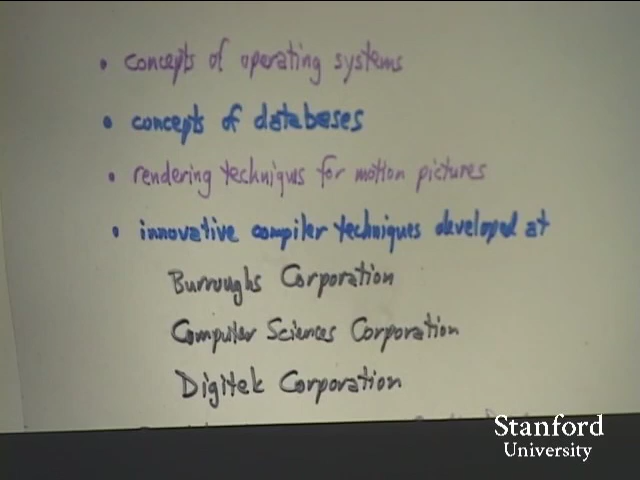 • concepts of operating systems
• concepts of databases
• rendering techniques for motion pictures
• innovative compiler techniques developed at
Burroughs Corporation
Computer Sciences Corporation
Digitek Corporation
Stanford
University